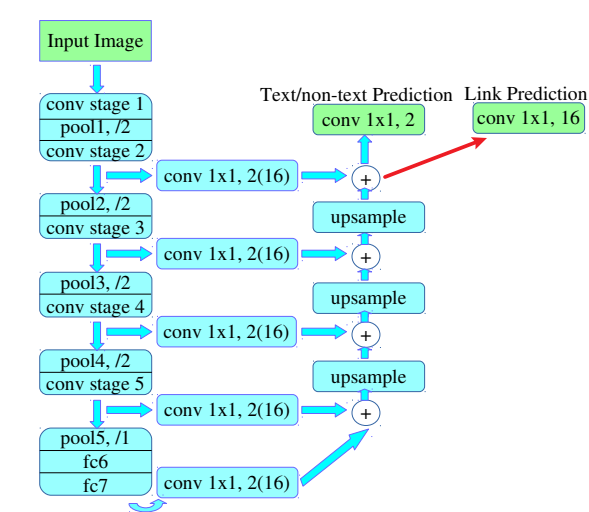 Input Image
conv stage 1
pool1, /2
conv stage 2
pool2, /2
conv stage 3
pool3, /2
conv stage 4
pool4, /2
conv stage 5
pool5, /1
fc6
fc7
conv 1x1, 2(16)
conv 1x1, 2(16)
conv 1x1, 2(16)
conv 1x1, 2(16)
conv 1x1, 2(16)
Text/non-text Prediction
conv 1x1, 2
+
upsample
+
upsample
+
upsample
+
Link Prediction
conv 1x1, 16